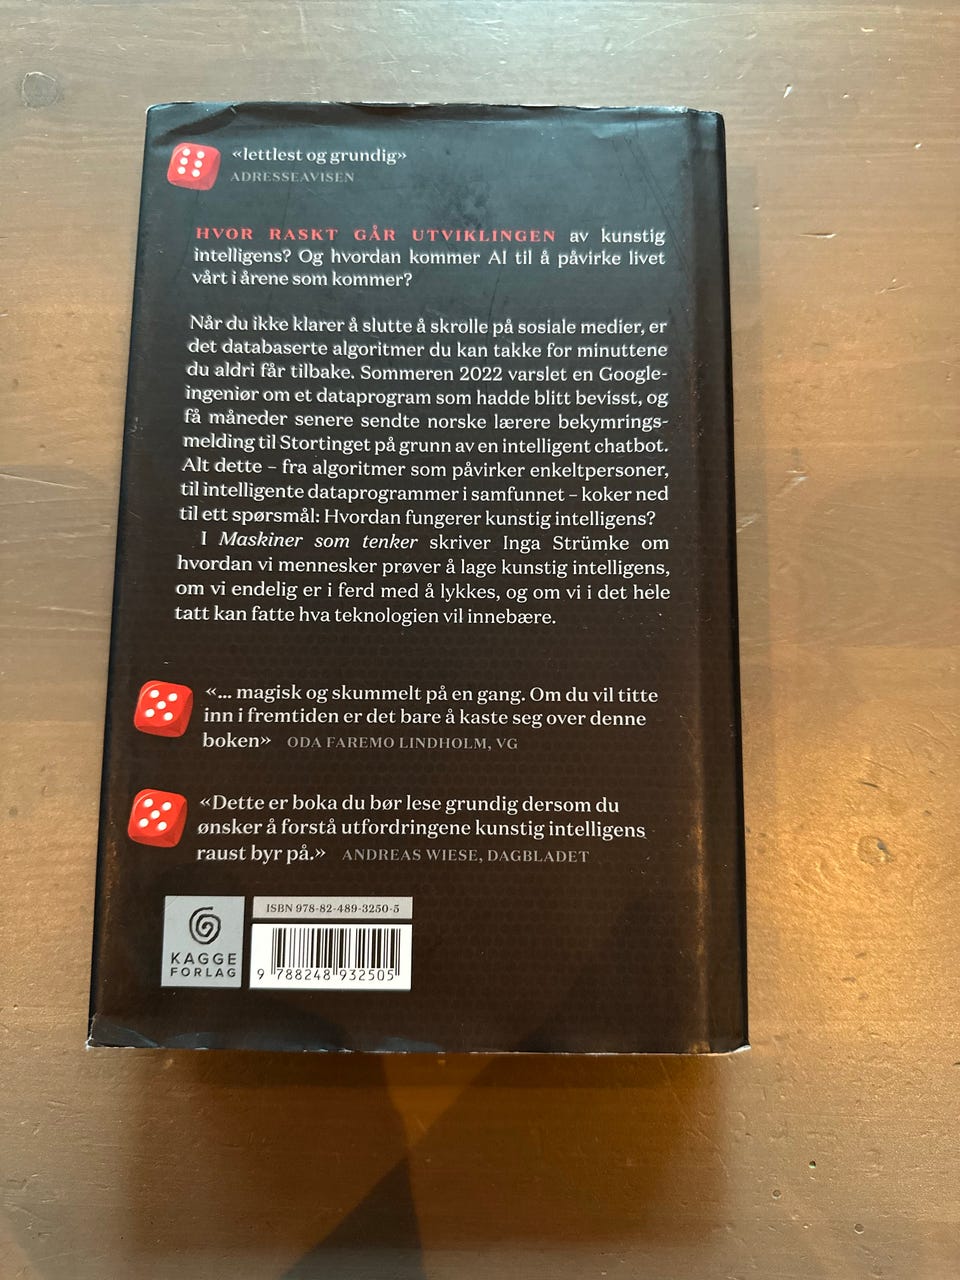 «lettlest og grundig»
ADRESSEAVISEN
HVOR RASKT GÅR UTVIKLINGEN av kunstig
intelligens? Og hvordan kommer AI til å påvirke livet
vårt i årene som kommer?
Når du ikke klarer å slutte å skrolle på sosiale medier, er
det databaserte algoritmer du kan takke for minuttene
du aldri får tilbake. Sommeren 2022 varslet en Google-
ingeniør om et dataprogram som hadde blitt bevisst, og
få måneder senere sendte norske lærere bekymrings-
melding til Stortinget på grunn av en intelligent chatbot.
Alt dette – fra algoritmer som påvirker enkeltpersoner,
til intelligente dataprogrammer i samfunnet – koker ned
til ett spørsmål: Hvordan fungerer kunstig intelligens?
I Maskiner som tenker skriver Inga Strümke om
hvordan vi mennesker prøver å lage kunstig intelligens,
om vi endelig er i ferd med å lykkes, og om vi i det hele
tatt kan fatte hva teknologien vil innebære.
«... magisk og skummelt på en gang. Om du vil titte
inn i fremtiden er det bare å kaste seg over denne
boken» ODA FAREMO LINDHOLM, VG
«Dette er boka du bør lese grundig dersom du
ønsker å forstå utfordringene kunstig intelligens
raust byr på.» ANDREAS WIESE, DAGBLADET
KAGGE
FORLAG
ISBN 978-82-489-3250-5
9 788248 932505